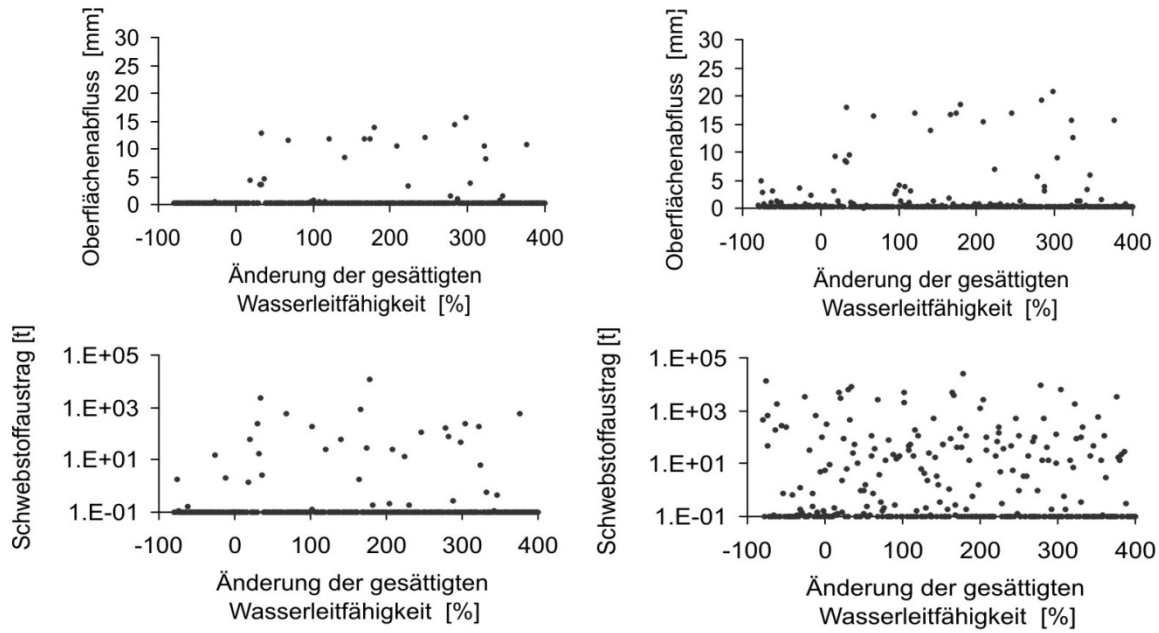 Oberflächenabfluss [mm]
30
25
20
15
10
5
0
-100 0 100 200 300 400
Änderung der gesättigten
Wasserleitfähigkeit [%]
Oberflächenabfluss [mm]
30
25
20
15
10
5
0
-100 0 100 200 300 400
Änderung der gesättigten
Wasserleitfähigkeit [%]
Schwebstoffaustrag [t]
1.E+05
1.E+03
1.E+01
1.E-01
-100 0 100 200 300 400
Änderung der gesättigten
Wasserleitfähigkeit [%]
Schwebstoffaustrag [t]
1.E+05
1.E+03
1.E+01
1.E-01
-100 0 100 200 300 400
Änderung der gesättigten
Wasserleitfähigkeit [%]